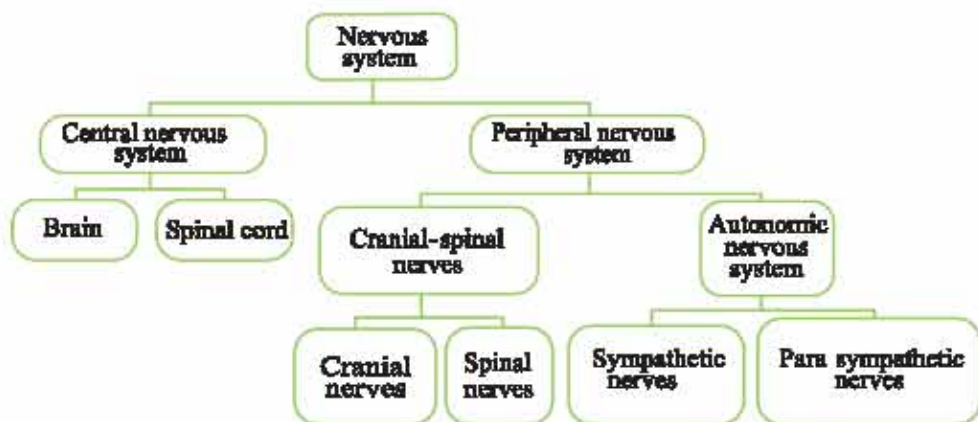 Nervous
system
Central nervous
system
Peripheral nervous
system
Brain
Spinal cord
Cranial-spinal
nerves
Autonomic
nervous
system
Cranial
nerves
Spinal
nerves
Sympathetic
nerves
Para sympathetic
nerves